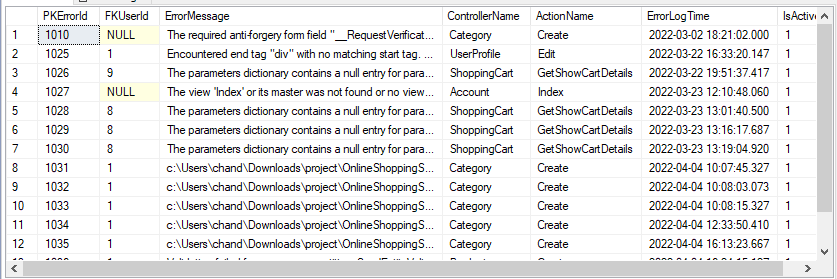 PKErrorId FKUserId ErrorMessage ControllerName ActionName ErrorLogTime IsActive
1 1010 NULL The required anti-forgery form field "__RequestVerificat... Category Create 2022-03-02 18:21:02.000 1
2 1025 1 Encountered end tag "div" with no matching start tag. ... UserProfile Edit 2022-03-22 16:33:20.147 1
3 1026 9 The parameters dictionary contains a null entry for para... ShoppingCart GetShowCartDetails 2022-03-22 19:51:37.417 1
4 1027 NULL The view 'Index' or its master was not found or no view... Account Index 2022-03-23 12:10:48.060 1
5 1028 8 The parameters dictionary contains a null entry for para... ShoppingCart GetShowCartDetails 2022-03-23 13:01:40.500 1
6 1029 8 The parameters dictionary contains a null entry for para... ShoppingCart GetShowCartDetails 2022-03-23 13:16:17.687 1
7 1030 8 The parameters dictionary contains a null entry for para... ShoppingCart GetShowCartDetails 2022-03-23 13:19:04.920 1
8 1031 1 c:\Users\chand\Downloads\project\OnlineShoppingS... Category Create 2022-04-04 10:07:45.327 1
9 1032 1 c:\Users\chand\Downloads\project\OnlineShoppingS... Category Create 2022-04-04 10:08:03.073 1
10 1033 1 c:\Users\chand\Downloads\project\OnlineShoppingS... Category Create 2022-04-04 10:08:15.327 1
11 1034 1 c:\Users\chand\Downloads\project\OnlineShoppingS... Category Create 2022-04-04 12:33:50.410 1
12 1035 1 c:\Users\chand\Downloads\project\OnlineShoppingS... Category Create 2022-04-04 16:13:23.667 1